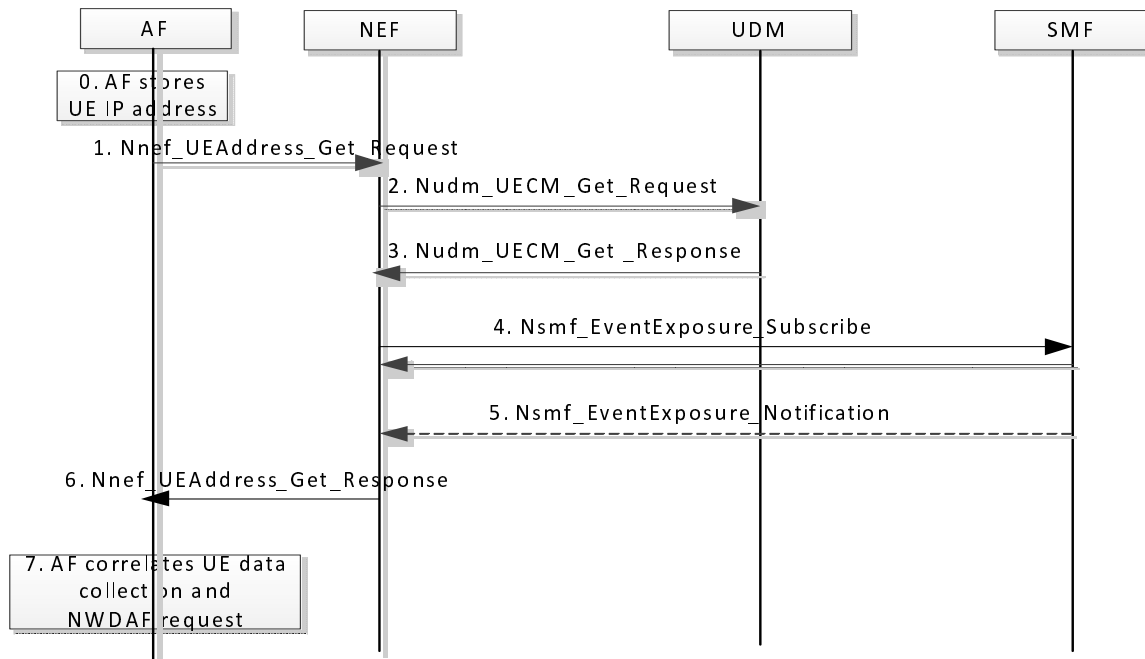 AF
NEF
UDM
SMF
0. AF stores
UE IP address
1. Nnef_UEAddress_Get_Request
2. Nudm_UECM_Get_Request
3. Nudm_UECM_Get _Response
4. Nsmf_EventExposure_Subscribe
5. Nsmf_EventExposure_Notification
6. Nnef_UEAddress_Get_Response
7. AF correlates UE data
collection and
NWDAF request